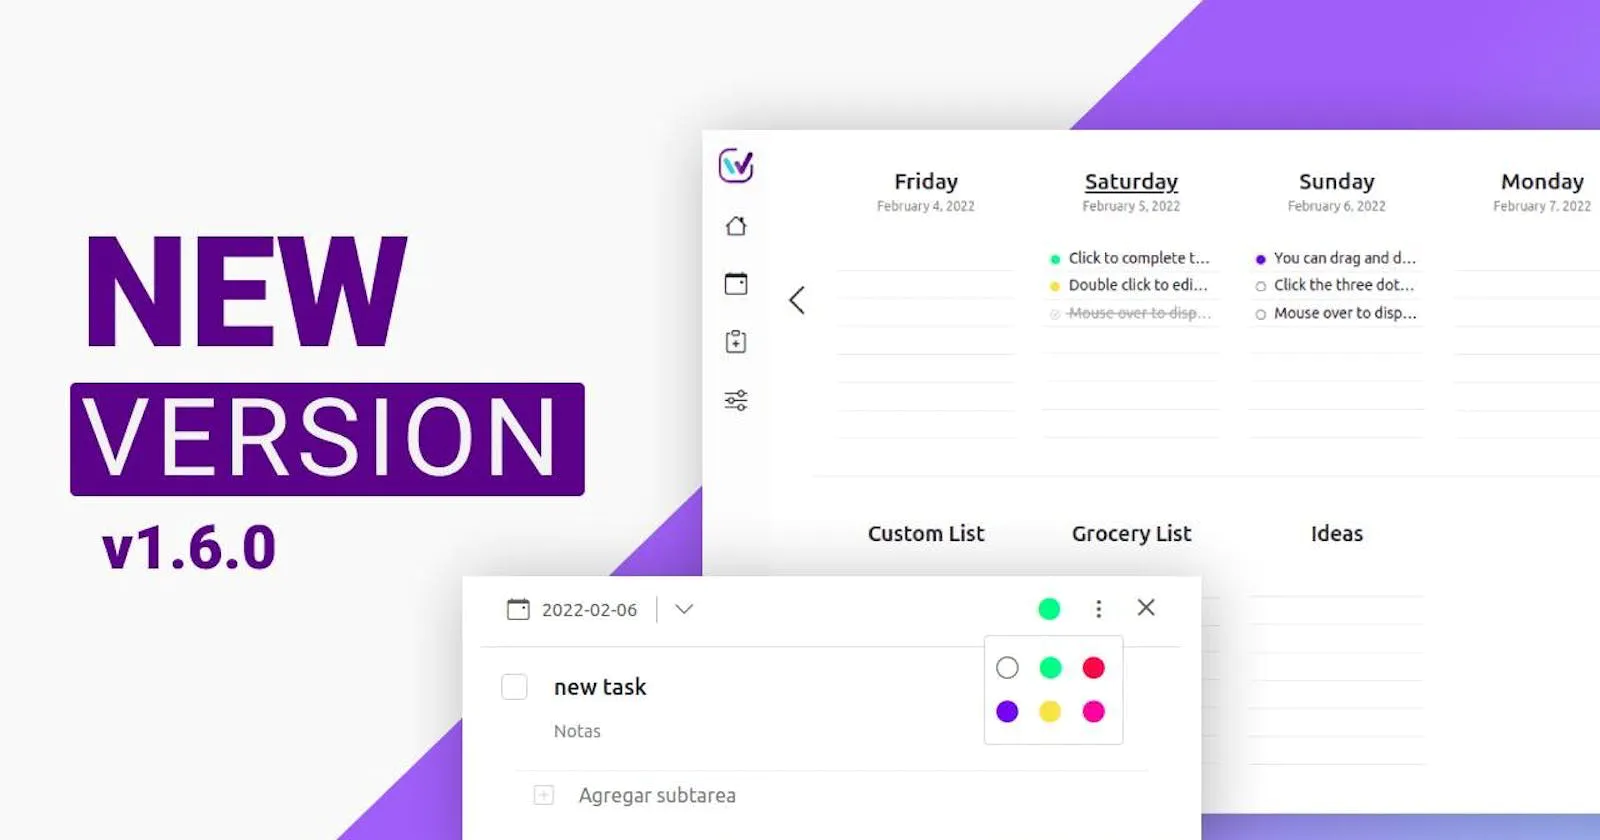 NEW
VERSION
v1.6.0
Friday
February 4, 2022
Saturday
February 5, 2022
Sunday
February 6, 2022
Monday
February 7, 2022
Click to complete t...
Double click to edi...
Mouse over to disp...
You can drag and d...
Click the three dot...
Mouse over to disp...
Custom List
Grocery List
Ideas
2022-02-06
new task
Notas
Agregar subtarea